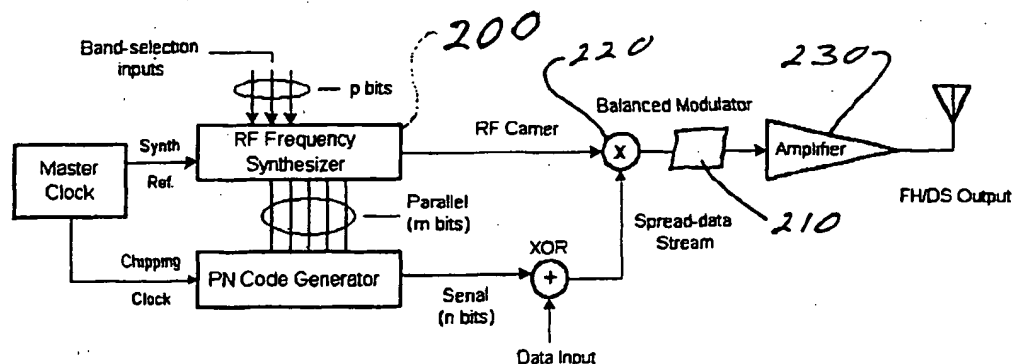 Band-selection
inputs
p bits
200
220
230
Balanced Modulator
Master
Clock
Synth
Ref.
RF Frequency
Synthesizer
RF Carrier
X
Amplifier
FH/DS Output
Parallel
(m bits)
Spread-data
Stream
210
Chipping
Clock
PN Code Generator
Serial
(n bits)
XOR
+
Data Input